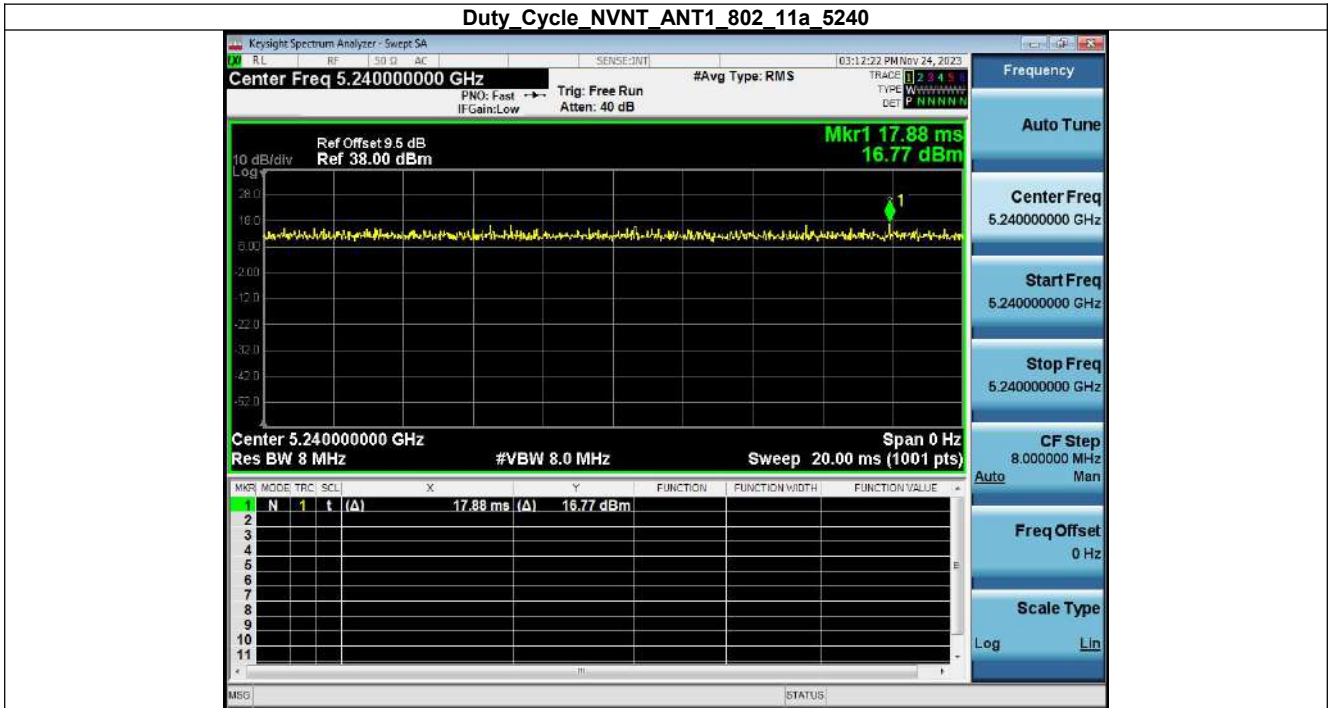 Duty_Cycle_NVNT_ANT1_802_11a_5240
Keysight Spectrum Analyzer - Swept SA
RL RF 50 Ω AC SENSE:INT 03:12:22 PM Nov 24, 2023
Center Freq 5.240000000 GHz #Avg Type: RMS TRACE 1 2 3 4 5 6
PNO: Fast Trig: Free Run TYPE W
IFGain:Low Atten: 40 dB DET P N N N N N
Frequency
Auto Tune
Center Freq
5.240000000 GHz
Start Freq
5.240000000 GHz
Stop Freq
5.240000000 GHz
CF Step
8.000000 MHz
Auto Man
Freq Offset
0 Hz
Scale Type
Log Lin
Mkr1 17.88 ms
16.77 dBm
Ref Offset 9.5 dB
10 dB/div Ref 38.00 dBm
Log
28.0
18.0
8.00
-2.00
-12.0
-22.0
-32.0
-42.0
-52.0
1
Center 5.240000000 GHz Span 0 Hz
Res BW 8 MHz #VBW 8.0 MHz Sweep 20.00 ms (1001 pts)
MKR MODE TRC SCL X Y FUNCTION FUNCTION WIDTH FUNCTION VALUE
1 N 1 t (Δ) 17.88 ms (Δ) 16.77 dBm
2
3
4
5
6
7
8
9
10
11
MSG STATUS